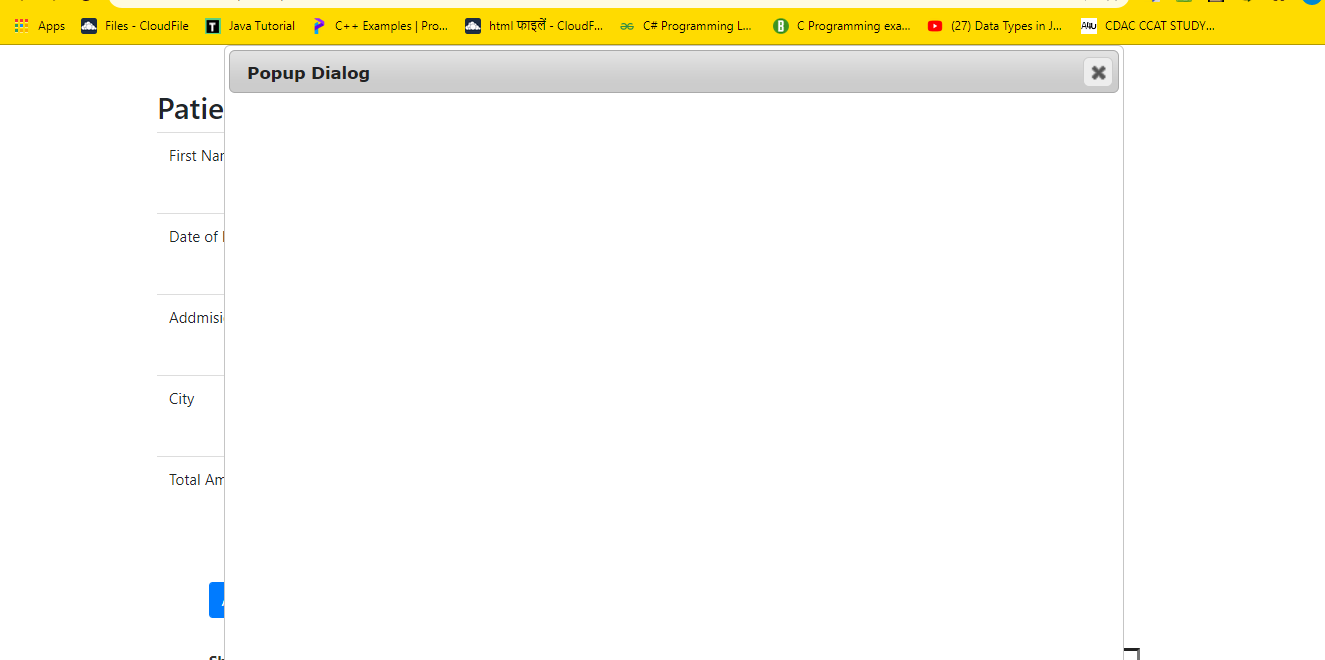 Apps Files - CloudFile Java Tutorial C++ Examples | Pro... html फाइलें - CloudF... C# Programming L... C Programming exa... (27) Data Types in J... CDAC CCAT STUDY...
Popup Dialog
Patie
First Nar
Date of
Addmisi
City
Total Am